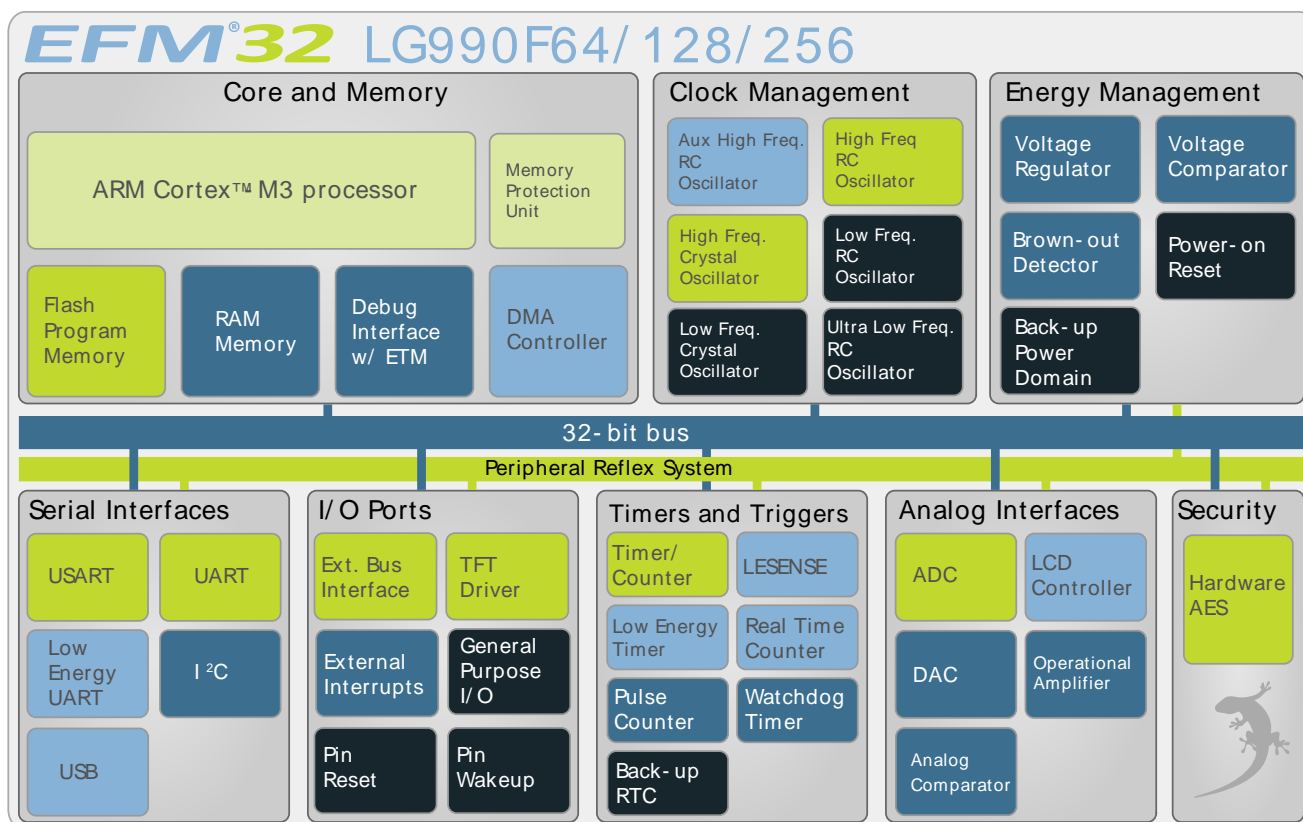 EFM®32 LG990F64/128/256
Core and Memory
ARM Cortex™ M3 processor
Memory
Protection
Unit
Flash
Program
Memory
RAM
Memory
Debug
Interface
w/ ETM
DMA
Controller
Clock Management
Aux High Freq.
RC
Oscillator
High Freq
RC
Oscillator
High Freq.
Crystal
Oscillator
Low Freq.
RC
Oscillator
Low Freq.
Crystal
Oscillator
Ultra Low Freq.
RC
Oscillator
Energy Management
Voltage
Regulator
Voltage
Comparator
Brown-out
Detector
Power-on
Reset
Back-up
Power
Domain
32-bit bus
Peripheral Reflex System
Serial Interfaces
USART
UART
Low
Energy
UART
I²C
USB
I/O Ports
Ext. Bus
Interface
TFT
Driver
External
Interrupts
General
Purpose
I/O
Pin
Reset
Pin
Wakeup
Timers and Triggers
Timer/
Counter
LESENSE
Low Energy
Timer
Real Time
Counter
Pulse
Counter
Watchdog
Timer
Back-up
RTC
Analog Interfaces
ADC
LCD
Controller
DAC
Operational
Amplifier
Analog
Comparator
Security
Hardware
AES